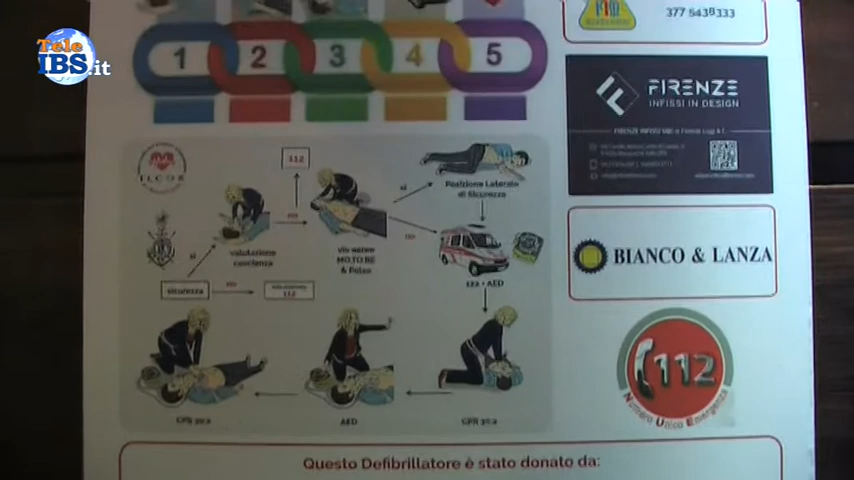 Tele
IBS.it
377 5438333
1 2 3 4 5
FIRENZE
INFISSI IN DESIGN
ILCOR
112
Posizione Laterale
di Sicurezza
si
no
valutazione
coscienza
vie aeree
MO.TO.RE
& Polso
no
si
sicurezza
no
112
112 + AED
BIANCO & LANZA
112
Numero Unico Emergenza
CPR 30:2
AED
CPR 30:2
Questo Defibrillatore è stato donato da: